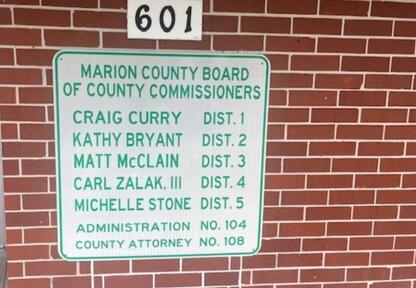 601
MARION COUNTY BOARD
OF COUNTY COMMISSIONERS
CRAIG CURRY DIST. 1
KATHY BRYANT DIST. 2
MATT McCLAIN DIST. 3
CARL ZALAK, III DIST. 4
MICHELLE STONE DIST. 5
ADMINISTRATION NO. 104
COUNTY ATTORNEY NO. 108